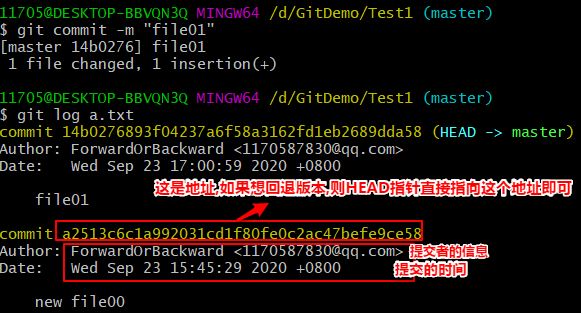 11705@DESKTOP-BBVQN3Q MINGW64 /d/GitDemo/Test1 (master)
$ git commit -m "file01"
[master 14b0276] file01
 1 file changed, 1 insertion(+)
11705@DESKTOP-BBVQN3Q MINGW64 /d/GitDemo/Test1 (master)
$ git log a.txt
commit 14b0276893f04237a6f58a3162fd1eb2689dda58 (HEAD -> master)
Author: ForwardOrBackward <1170587830@qq.com>
Date:   Wed Sep 23 17:00:59 2020 +0800
这是地址,如果想回退版本,则HEAD指针直接指向这个地址即可
    file01
commit a2513c6c1a992031cd1f80fe0c2ac47befe9ce58
Author: ForwardOrBackward <1170587830@qq.com> 提交者的信息
Date:   Wed Sep 23 15:45:29 2020 +0800 提交的时间
    new file00